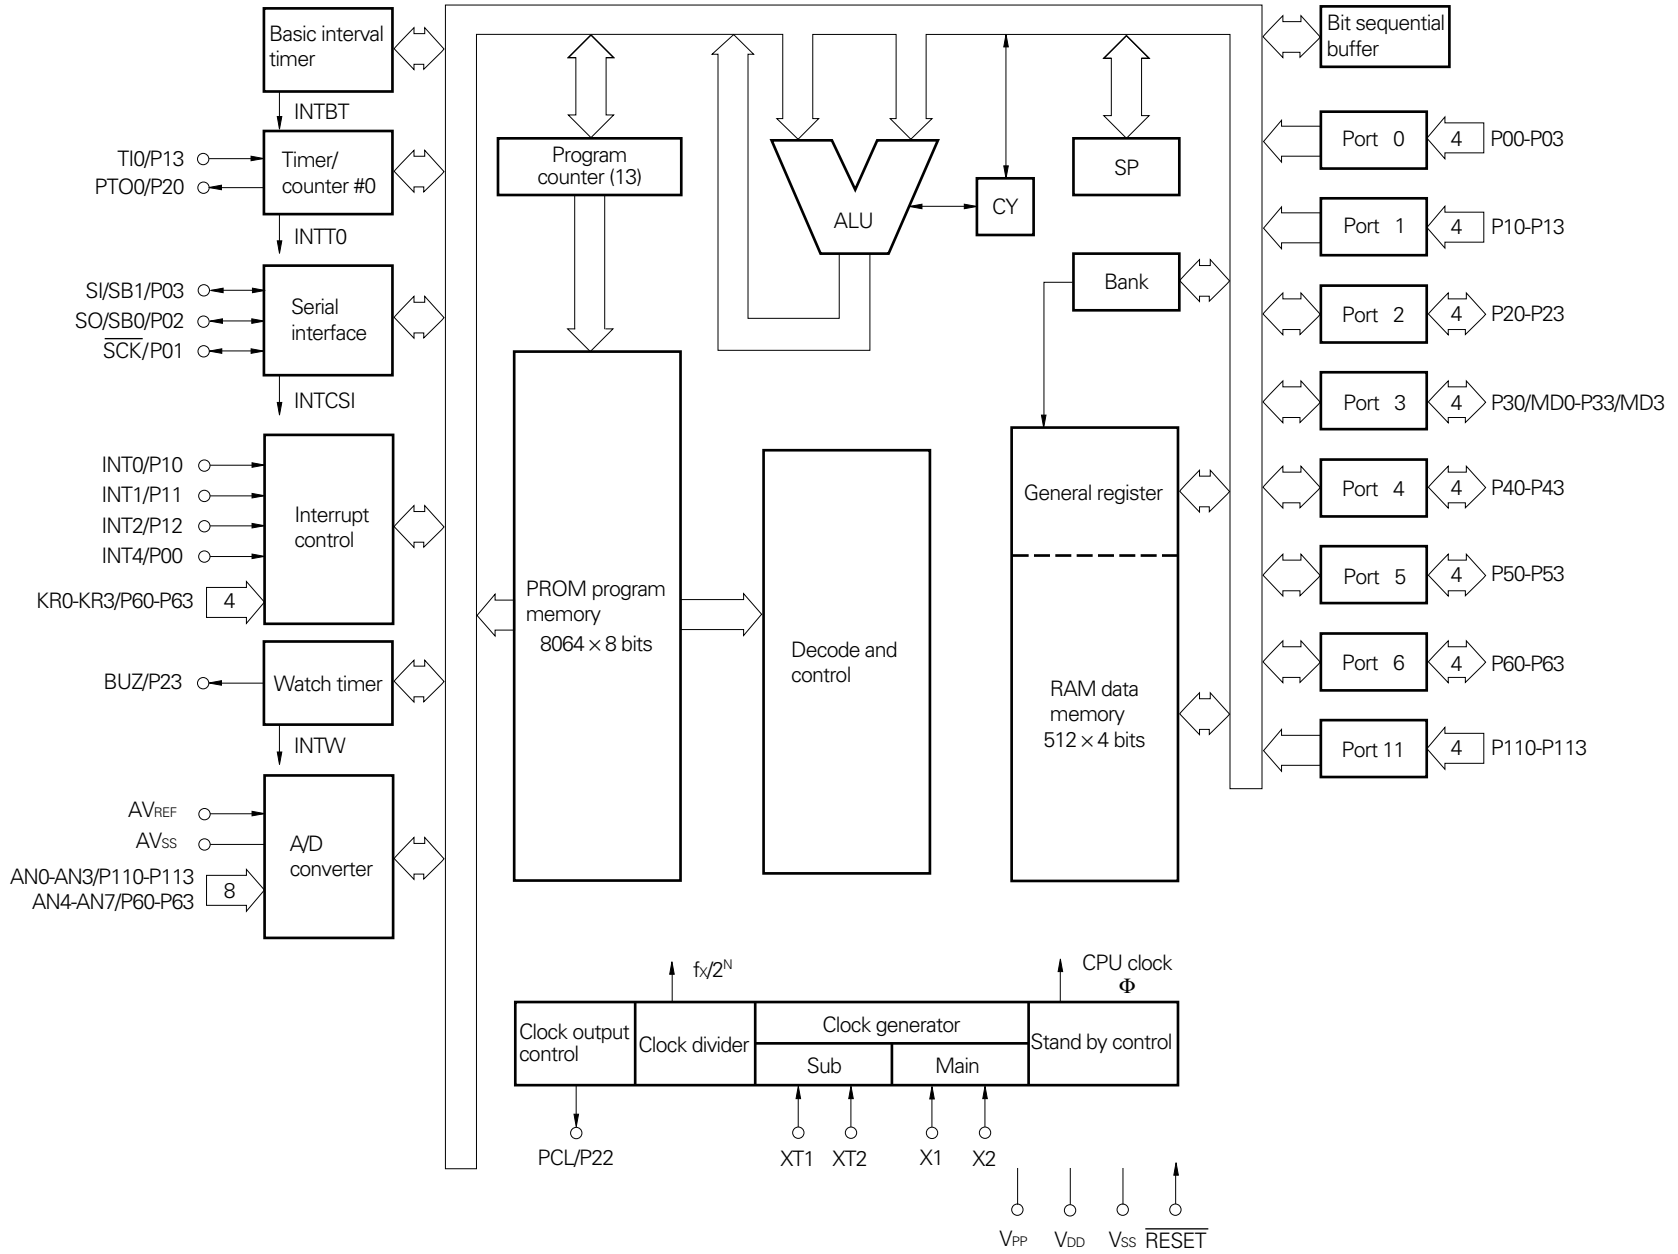 Basic interval
timer
INTBT
TI0/P13
PTO0/P20
Timer/
counter #0
INTT0
SI/SB1/P03
SO/SB0/P02
SCK/P01
Serial
interface
INTCSI
INT0/P10
INT1/P11
INT2/P12
INT4/P00
KR0-KR3/P60-P63
4
Interrupt
control
BUZ/P23
Watch timer
INTW
AVREF
AVSS
AN0-AN3/P110-P113
AN4-AN7/P60-P63
8
A/D
converter
Program
counter (13)
ALU
CY
SP
Bank
PROM program
memory
8064 × 8 bits
Decode and
control
General register
RAM data
memory
512 × 4 bits
Bit sequential
buffer
Port 0
4
P00-P03
Port 1
4
P10-P13
Port 2
4
P20-P23
Port 3
4
P30/MD0-P33/MD3
Port 4
4
P40-P43
Port 5
4
P50-P53
Port 6
4
P60-P63
Port 11
4
P110-P113
fX/2N
CPU clock
Φ
Clock output
control
Clock divider
Clock generator
Sub
Main
Stand by control
PCL/P22
XT1
XT2
X1
X2
VPP
VDD
VSS
RESET